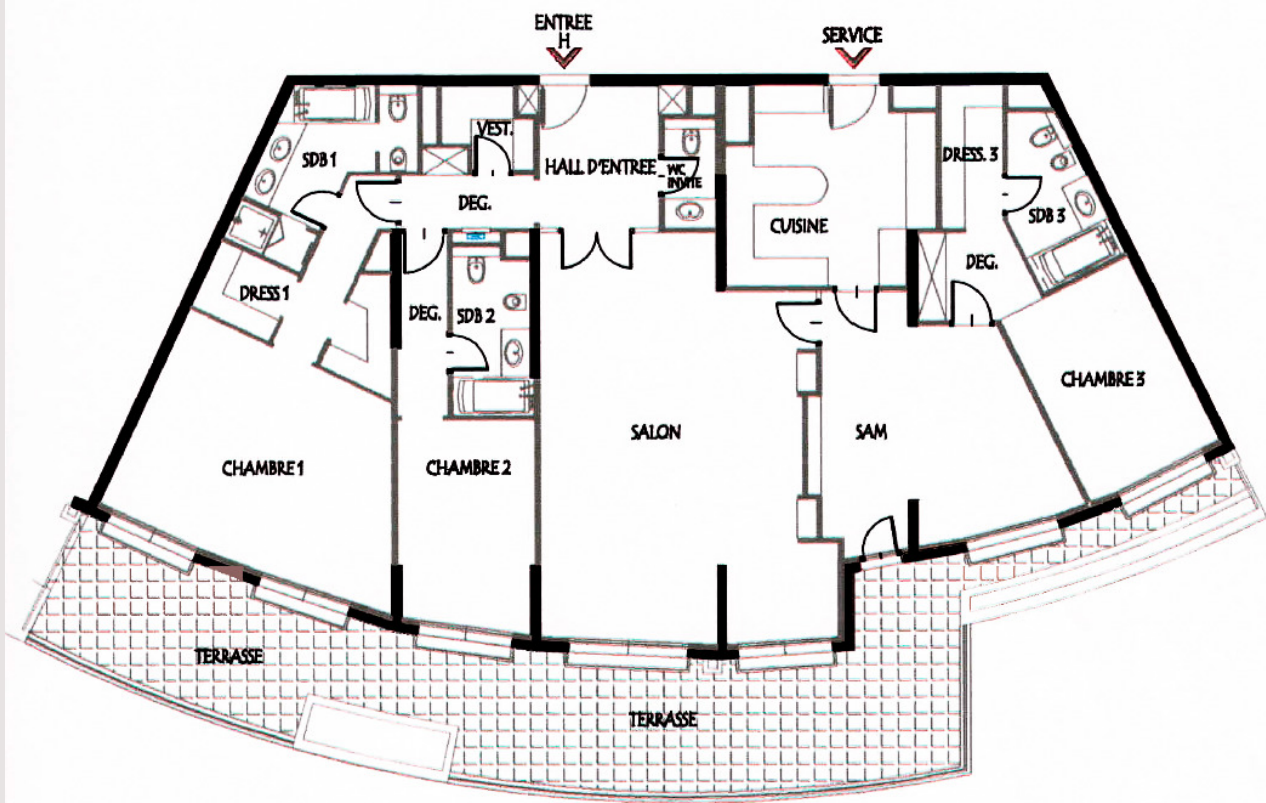 ENTREE
H
SERVICE
VEST.
SDB 1
HALL D'ENTREE
WC
INVITE
DRESS. 3
DEG.
CUISINE
SDB 3
DEG.
DRESS 1
DEG.
SDB 2
CHAMBRE 3
SALON
SAM
CHAMBRE 1
CHAMBRE 2
TERRASSE
TERRASSE